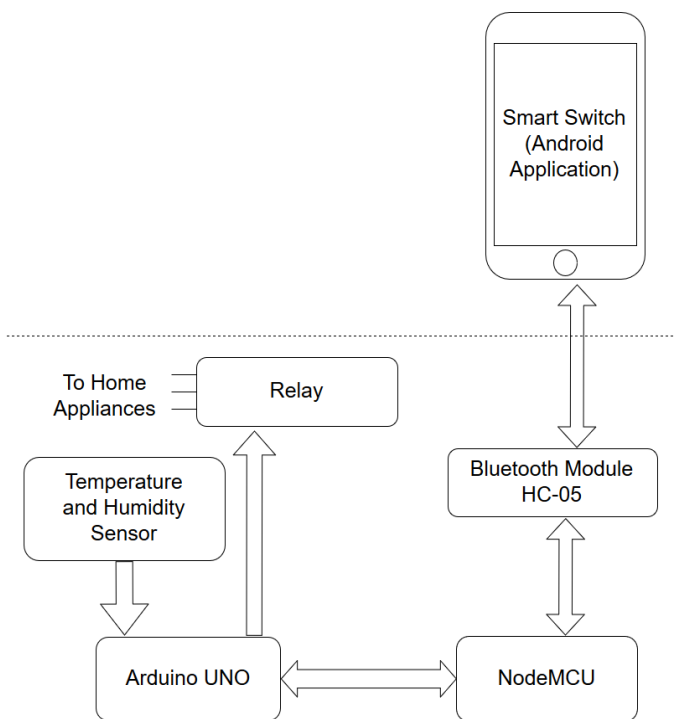 Smart Switch
(Android
Application)
To Home
Appliances
Relay
Temperature
and Humidity
Sensor
Bluetooth Module
HC-05
Arduino UNO
NodeMCU